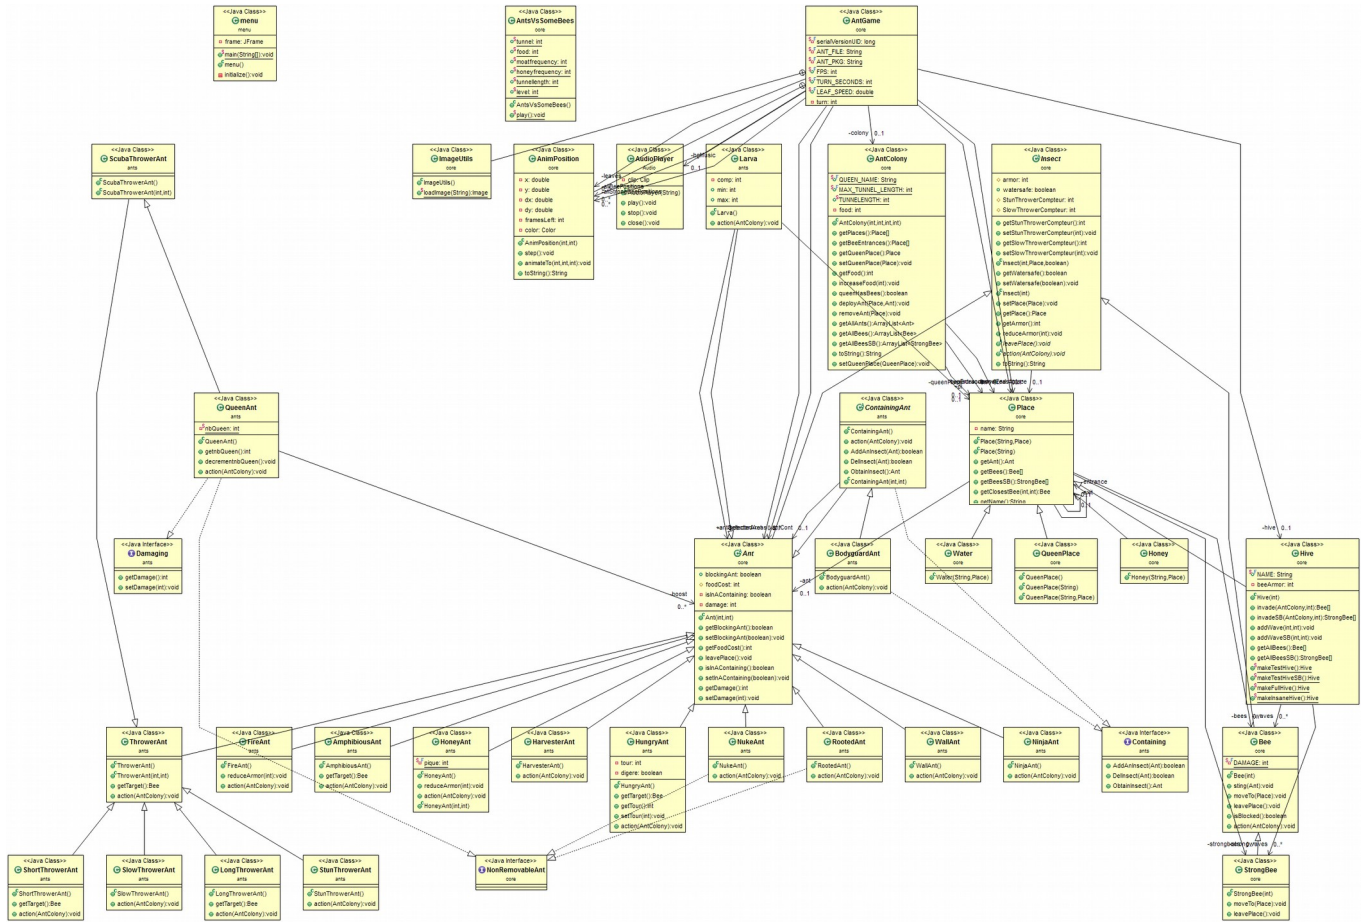 <<Java Class>>
menu
menu
frame: JFrame
main(String[]):void
menu()
initialize():void
<<Java Class>>
AntsVsSomeBees
core
tunnel: int
food: int
moatfrequency: int
honeyfrequency: int
tunnellength: int
level: int
AntsVsSomeBees()
play():void
<<Java Class>>
AntGame
core
serialVersionUID: long
ANT_FILE: String
ANT_PKG: String
FPS: int
TURN_SECONDS: int
LEAF_SPEED: double
turn: int
<<Java Class>>
ScubaThrowerAnt
ants
ScubaThrowerAnt()
ScubaThrowerAnt(int,int)
<<Java Class>>
ImageUtils
core
ImageUtils()
loadImage(String):Image
<<Java Class>>
AnimPosition
core
x: double
y: double
dx: double
dy: double
framesLeft: int
color: Color
AnimPosition(int,int)
step():void
animateTo(int,int,int):void
toString():String
-leaves
<<Java Class>>
AudioPlayer
Audio
clip: Clip
play():void
stop():void
close():void
0..1
<<Java Class>>
Larva
ants
comp: int
min: int
max: int
Larva()
action(AntColony):void
-colony 0..1
<<Java Class>>
AntColony
core
QUEEN_NAME: String
MAX_TUNNEL_LENGTH: int
TUNNELENGTH: int
food: int
AntColony(int,int,int,int)
getPlaces():Place[]
getBeeEntrances():Place[]
getQueenPlace():Place
setQueenPlace(Place):void
getFood():int
increaseFood(int):void
queenHasBees():boolean
deployAnt(Place,Ant):void
removeAnt(Place):void
getAllAnts():ArrayList<Ant>
getAllBees():ArrayList<Bee>
getAllBeesSB():ArrayList<StrongBee>
toString():String
setQueenPlace(QueenPlace):void
<<Java Class>>
Insect
core
armor: int
watersafe: boolean
StunThrowerCompteur: int
SlowThrowerCompteur: int
getStunThrowerCompteur():int
setStunThrowerCompteur(int):void
getSlowThrowerCompteur():int
setSlowThrowerCompteur(int):void
Insect(int,Place,boolean)
getWatersafe():boolean
setWatersafe(boolean):void
Insect(int)
setPlace(Place):void
getPlace():Place
getArmor():int
reduceArmor(int):void
leavePlace():void
action(AntColony):void
toString():String
0..1
<<Java Class>>
QueenAnt
ants
nbQueen: int
QueenAnt()
getnbQueen():int
decrementnbQueen():void
action(AntColony):void
<<Java Class>>
ContainingAnt
ants
ContainingAnt()
action(AntColony):void
AddAnInsect(Ant):boolean
DelInsect(Ant):boolean
ObtainInsect():Ant
ContainingAnt(int,int)
0..1
<<Java Class>>
Place
core
name: String
Place(String,Place)
Place(String)
getAnt():Ant
getBees():Bee[]
getBeesSB():StrongBee[]
getClosestBee(int,int):Bee
getName():String
<<Java Interface>>
Damaging
ants
getDamage():int
setDamage(int):void
<<Java Class>>
Ant
core
blockingAnt: boolean
foodCost: int
isInAContaining: boolean
damage: int
Ant(int,int)
getBlockingAnt():boolean
setBlockingAnt(boolean):void
getFoodCost():int
leavePlace():void
isInAContaining():boolean
setInAContaining(boolean):void
getDamage():int
setDamage(int):void
boost
0..*
0..1
-ant
0..1
<<Java Class>>
BodyguardAnt
ants
BodyguardAnt()
action(AntColony):void
<<Java Class>>
Water
core
Water(String,Place)
<<Java Class>>
QueenPlace
core
QueenPlace()
QueenPlace(String)
QueenPlace(String,Place)
<<Java Class>>
Honey
core
Honey(String,Place)
-hive 0..1
<<Java Class>>
Hive
core
NAME: String
beeArmor: int
Hive(int)
invade(AntColony,int):Bee[]
invadeSB(AntColony,int):StrongBee[]
addWave(int,int):void
addWaveSB(int,int):void
getAllBees():Bee[]
getAllBeesSB():StrongBee[]
makeTestHive():Hive
makeTestHiveSB():Hive
makeFullHive():Hive
makeInsaneHive():Hive
<<Java Class>>
ThrowerAnt
ants
ThrowerAnt()
ThrowerAnt(int,int)
getTarget():Bee
action(AntColony):void
<<Java Class>>
FireAnt
ants
FireAnt()
reduceArmor(int):void
action(AntColony):void
<<Java Class>>
AmphibiousAnt
ants
AmphibiousAnt()
getTarget():Bee
action(AntColony):void
<<Java Class>>
HoneyAnt
ants
pique: int
HoneyAnt()
reduceArmor(int):void
action(AntColony):void
HoneyAnt(int,int)
<<Java Class>>
HarvesterAnt
ants
HarvesterAnt()
action(AntColony):void
<<Java Class>>
HungryAnt
ants
tour: int
digere: boolean
HungryAnt()
getTarget():Bee
getTour():int
setTour(int):void
action(AntColony):void
<<Java Class>>
NukeAnt
ants
NukeAnt()
action(AntColony):void
<<Java Class>>
RootedAnt
ants
RootedAnt()
action(AntColony):void
<<Java Class>>
WallAnt
ants
WallAnt()
action(AntColony):void
<<Java Class>>
NinjaAnt
ants
NinjaAnt()
action(AntColony):void
<<Java Interface>>
Containing
ants
AddAnInsect(Ant):boolean
DelInsect(Ant):boolean
ObtainInsect():Ant
-bees
0..*
<<Java Class>>
Bee
core
DAMAGE: int
Bee(int)
sting(Ant):void
moveTo(Place):void
leavePlace():void
isBlocked():boolean
action(AntColony):void
<<Java Class>>
ShortThrowerAnt
ants
ShortThrowerAnt()
getTarget():Bee
action(AntColony):void
<<Java Class>>
SlowThrowerAnt
ants
SlowThrowerAnt()
action(AntColony):void
<<Java Class>>
LongThrowerAnt
ants
LongThrowerAnt()
getTarget():Bee
action(AntColony):void
<<Java Class>>
StunThrowerAnt
ants
StunThrowerAnt()
action(AntColony):void
<<Java Interface>>
NonRemovableAnt
core
0..*
<<Java Class>>
StrongBee
core
StrongBee(int)
moveTo(Place):void
leavePlace():void